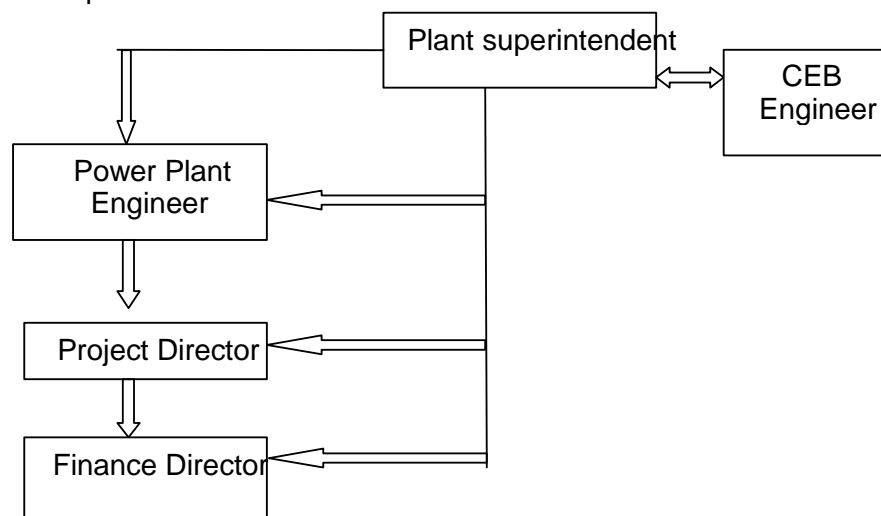 Plant superintendent
CEB
Engineer
Power Plant
Engineer
Project Director
Finance Director